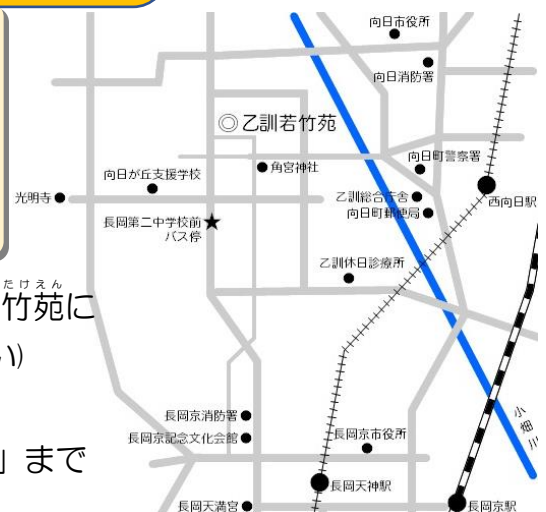 向日市役所
向日消防署
◎乙訓若竹苑
向日町警察署
角宮神社
向日が丘支援学校
光明寺
乙訓総合庁舎
向日町郵便局
西向日駅
長岡第二中学校前
バス停
乙訓休日診療所
たけえん
竹苑に
い)
小畑川
長岡京消防署
長岡京記念文化会館
長岡京市役所
」まで
長岡天神駅
長岡天満宮
長岡京駅